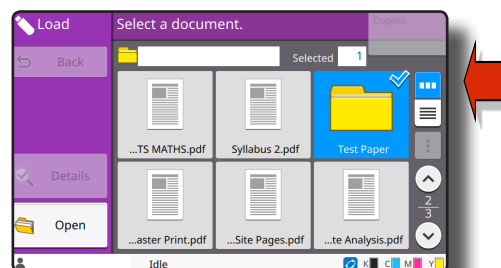 Load
Select a document.
Copies
Back
Selected 1
...TS MATHS.pdf
Syllabus 2.pdf
Test Paper
Details
2
3
Open
...aster Print.pdf
...Site Pages.pdf
...te Analysis.pdf
Idle
K C M Y